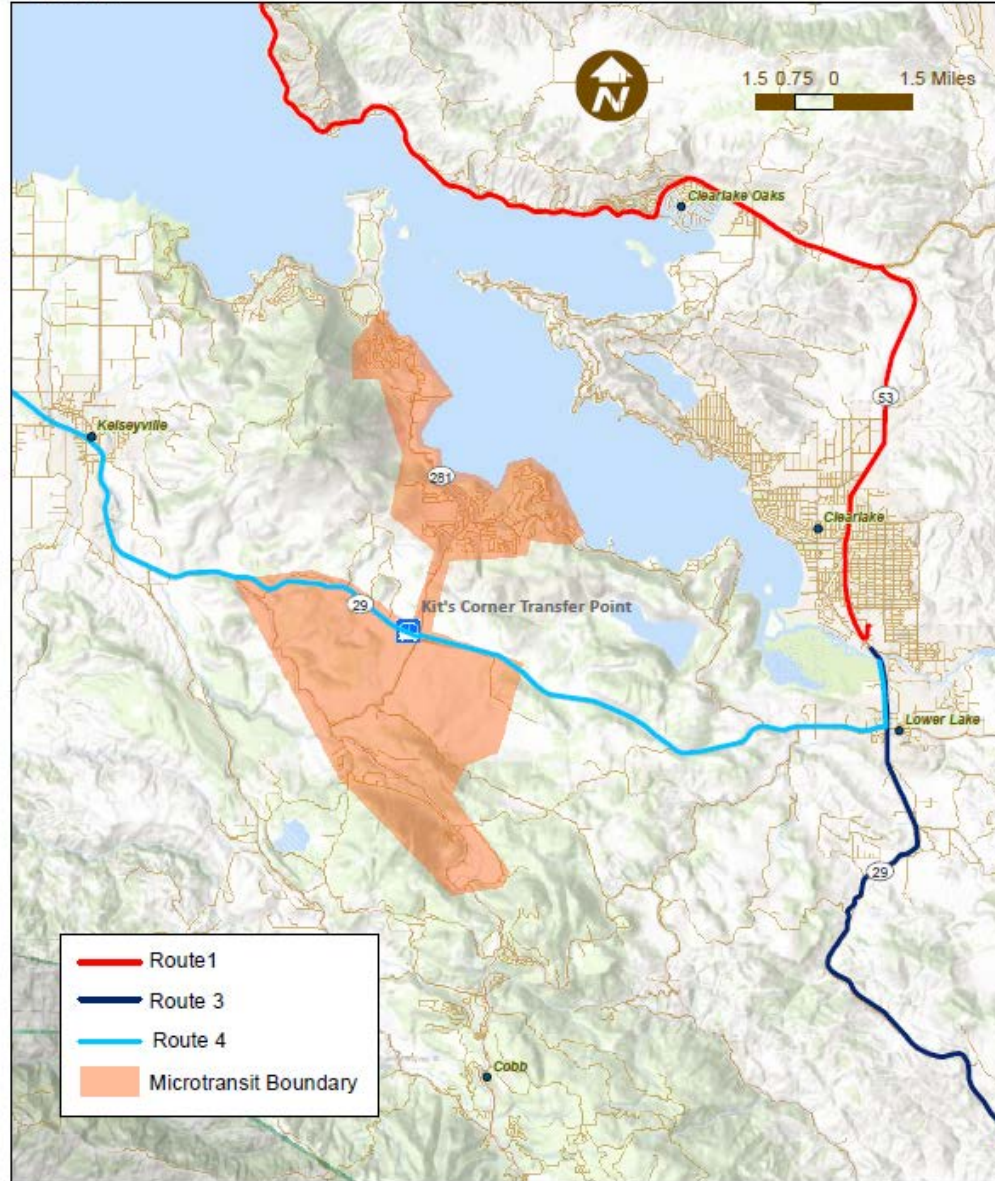 N
1.5 0.75 0 1.5 Miles
Clearlake Oaks
53
Kelseyville
281
Clearlake
29
Kit's Corner Transfer Point
Lower Lake
29
Route1
Route 3
Route 4
Microtransit Boundary
Cobb